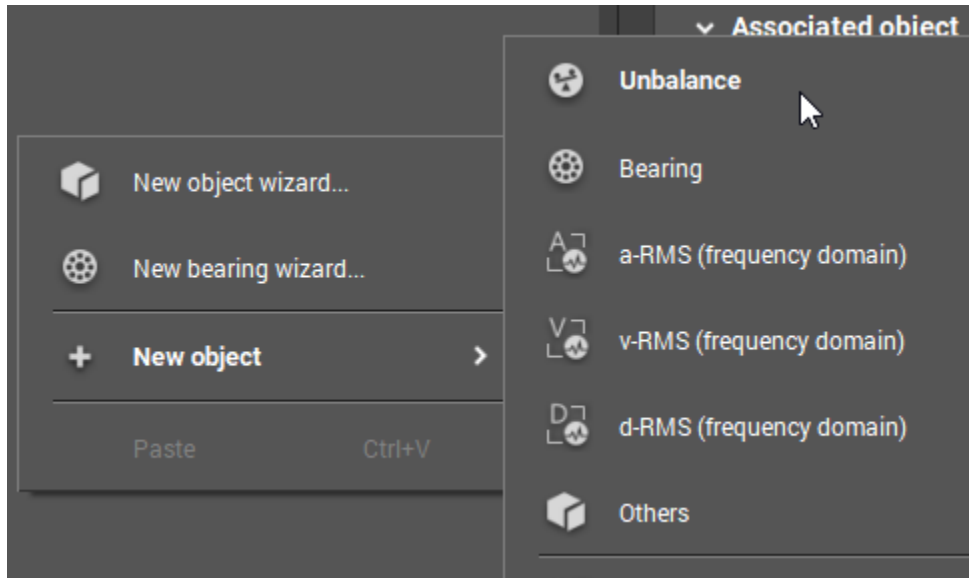 Associated object
Unbalance
Bearing
a-RMS (frequency domain)
v-RMS (frequency domain)
d-RMS (frequency domain)
Others
New object wizard...
New bearing wizard...
New object
Paste Ctrl+V